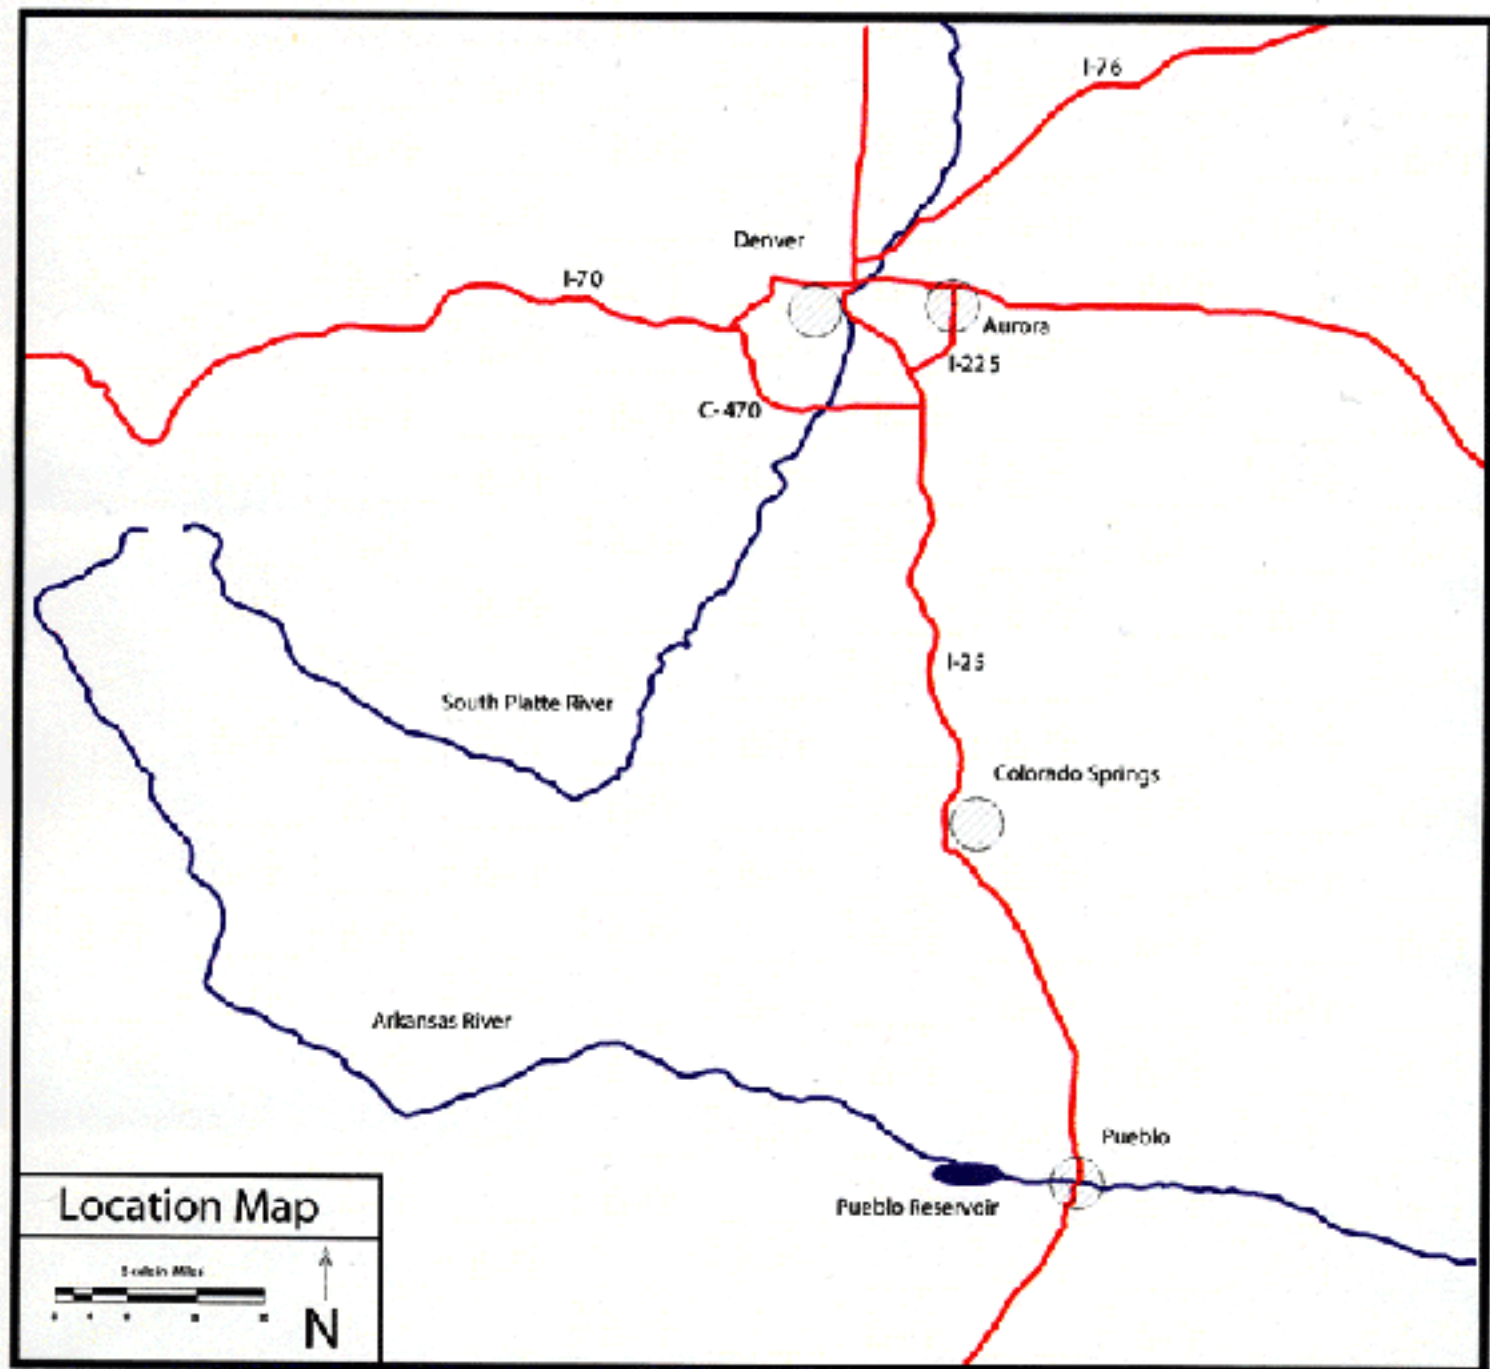 I-76
Denver
I-70
Aurora
I-225
C-470
I-25
South Platte River
Colorado Springs
Arkansas River
Pueblo
Pueblo Reservoir
Location Map
Miles
N